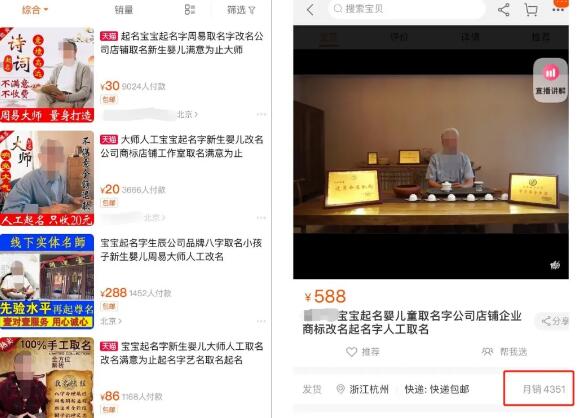 综合
销量
筛选
诗词
起名
不满意
不收费
周易大师 量身打造
天猫 起名宝宝起名字周易取名字改名公
司店铺取名新生婴儿满意为止大师
¥30 9024人付款
包邮
北京
大师
人工起名 只收20元
天猫 大师人工宝宝起名字新生婴儿改名
公司商标店铺工作室取名满意为止
¥20 3666人付款
包邮
北京
线下实体名師
先验水平 再起尊名
查对查服务 用心诚心
宝宝起名字生辰公司品牌八字取名小孩
子新生婴儿周易大师人工改名
¥288 1452人付款
包邮
北京
100%手工取名
LIMITED COLLECTION
全方位
解析
天猫 宝宝起名字新生儿大师人工取名
改名满意为止起名字艺名取名起名
¥86 1168人付款
包邮
搜索宝贝
宝贝
评价
详情
推荐
直播讲解
¥588
宝宝起名婴儿童取名字公司店铺企业
商标改名起名字人工取名
分享
推荐
帮我选
发货
浙江杭州
快递: 快递包邮
月销 4351